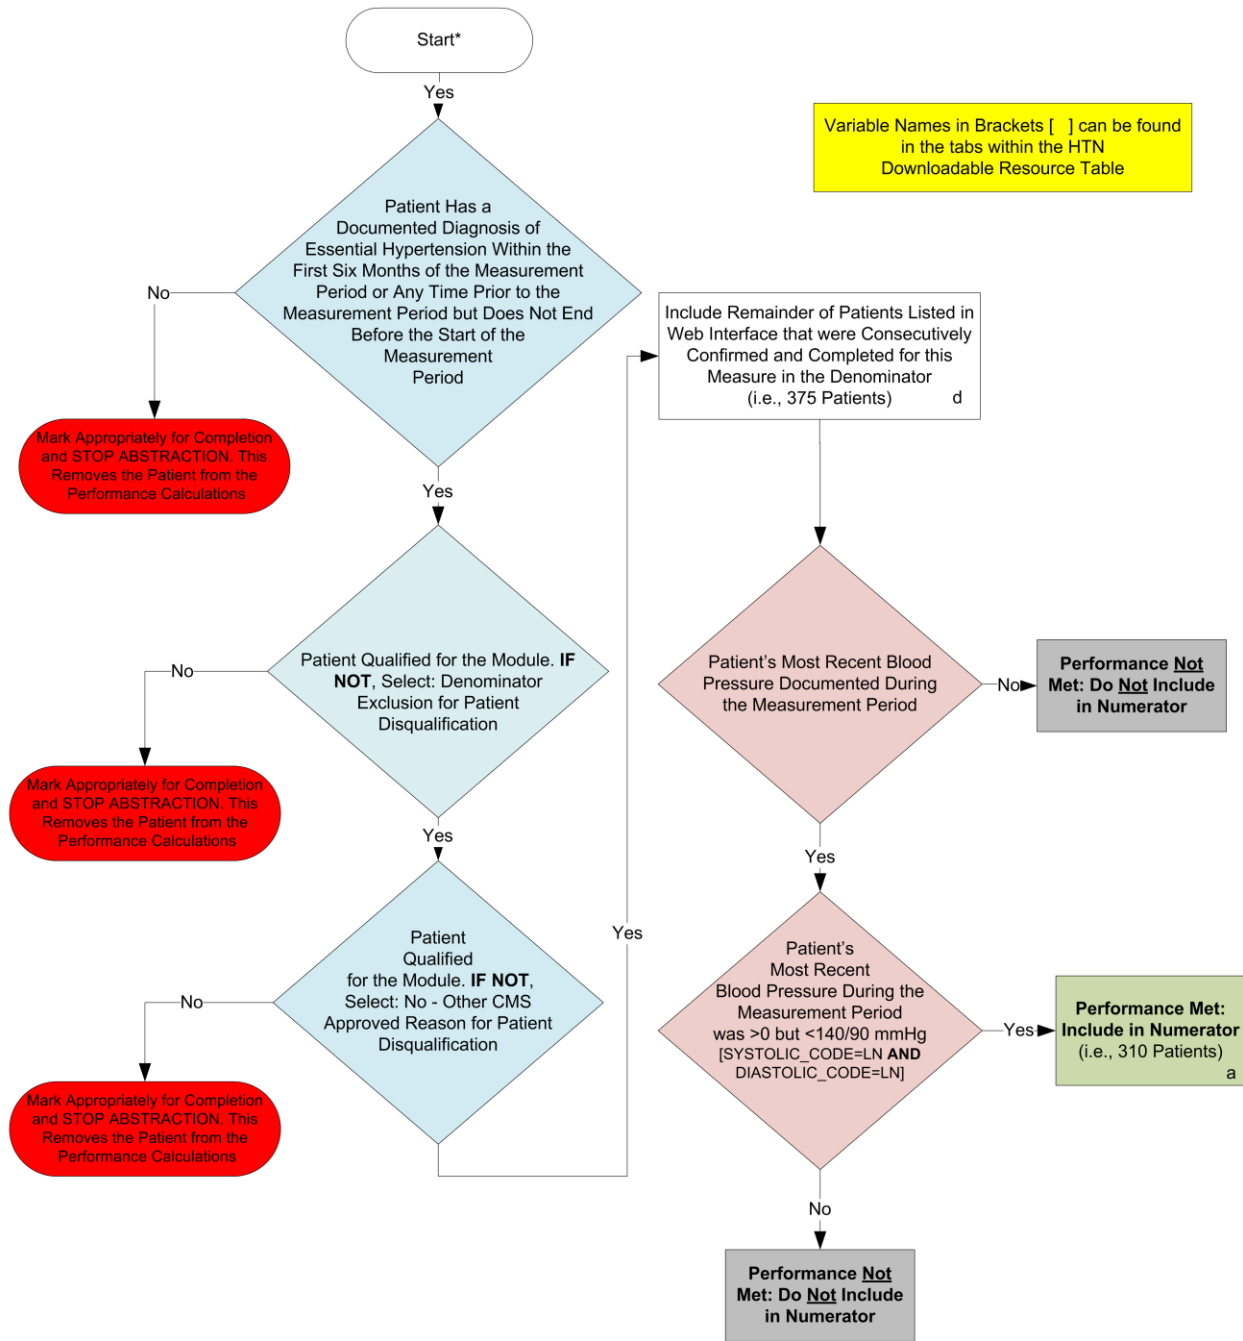 Start*
Yes
Variable Names in Brackets [   ] can be found
in the tabs within the HTN
Downloadable Resource Table
Patient Has a
Documented Diagnosis of
Essential Hypertension Within the
First Six Months of the Measurement
Period or Any Time Prior to the
Measurement Period but Does Not End
Before the Start of the
Measurement
Period
No
Mark Appropriately for Completion
and STOP ABSTRACTION. This
Removes the Patient from the
Performance Calculations
Yes
Patient Qualified for the Module. IF
NOT, Select: Denominator
Exclusion for Patient
Disqualification
No
Mark Appropriately for Completion
and STOP ABSTRACTION. This
Removes the Patient from the
Performance Calculations
Yes
Patient
Qualified
for the Module. IF NOT,
Select: No - Other CMS
Approved Reason for Patient
Disqualification
No
Mark Appropriately for Completion
and STOP ABSTRACTION. This
Removes the Patient from the
Performance Calculations
Yes
Include Remainder of Patients Listed in
Web Interface that were Consecutively
Confirmed and Completed for this
Measure in the Denominator
(i.e., 375 Patients) d
Patient's Most Recent Blood
Pressure Documented During
the Measurement Period
No
Performance Not
Met: Do Not Include
in Numerator
Yes
Patient's
Most Recent
Blood Pressure During the
Measurement Period
was >0 but <140/90 mmHg
[SYSTOLIC_CODE=LN AND
DIASTOLIC_CODE=LN]
Yes
Performance Met:
Include in Numerator
(i.e., 310 Patients)
a
No
Performance Not
Met: Do Not Include
in Numerator